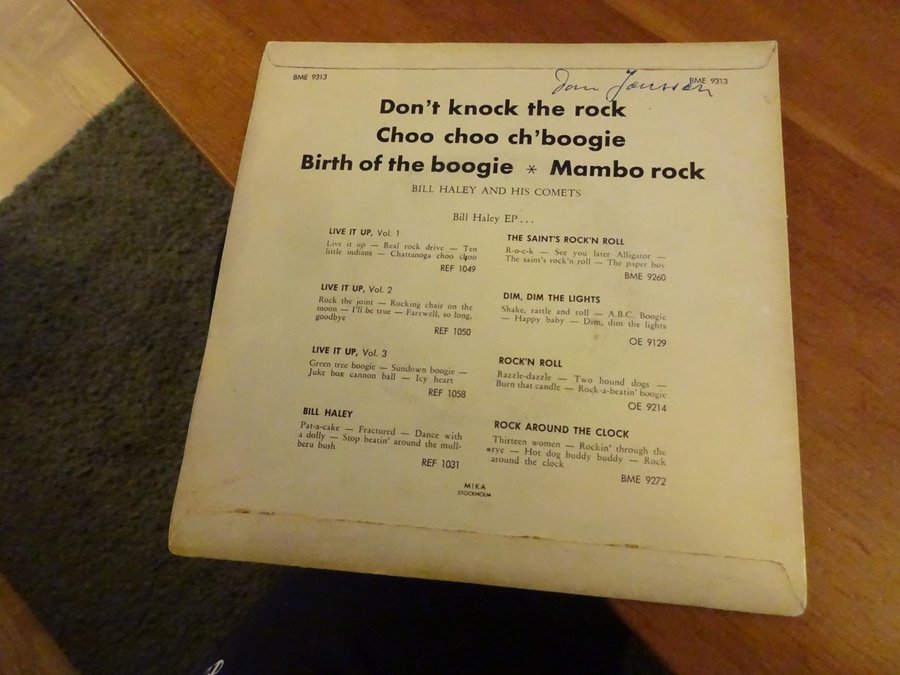 BME 9313
BME 9313
Jansson
Don't knock the rock
Choo choo ch'boogie
Birth of the boogie * Mambo rock
BILL HALEY AND HIS COMETS
Bill Haley EP...
LIVE IT UP, Vol. 1
Live it up — Real rock drive — Ten
little indians — Chattanoga choo choo
REF 1049
LIVE IT UP, Vol. 2
Rock the joint — Rocking chair on the
moon — I'll be true — Farewell, so long,
goodbye
REF 1050
LIVE IT UP, Vol. 3
Green tree boogie — Sundown boogie —
Juke box cannon ball — Icy heart
REF 1058
BILL HALEY
Pat-a-cake — Fractured — Dance with
a dolly — Stop beatin' around the mull-
beru bush
REF 1031
THE SAINT'S ROCK'N ROLL
R-o-c-k — See you later Alligator —
The saint's rock'n roll — The paper boy
BME 9260
DIM, DIM THE LIGHTS
Shake, rattle and roll — A.B.C. Boogie
— Happy baby — Dim, dim the lights
OE 9129
ROCK'N ROLL
Razzle-dazzle — Two hound dogs —
Burn that candle — Rock-a-beatin' boogie
OE 9214
ROCK AROUND THE CLOCK
Thirteen women — Rockin' through the
rye — Hot dog buddy buddy — Rock
around the clock
BME 9272
MIKA
STOCKHOLM